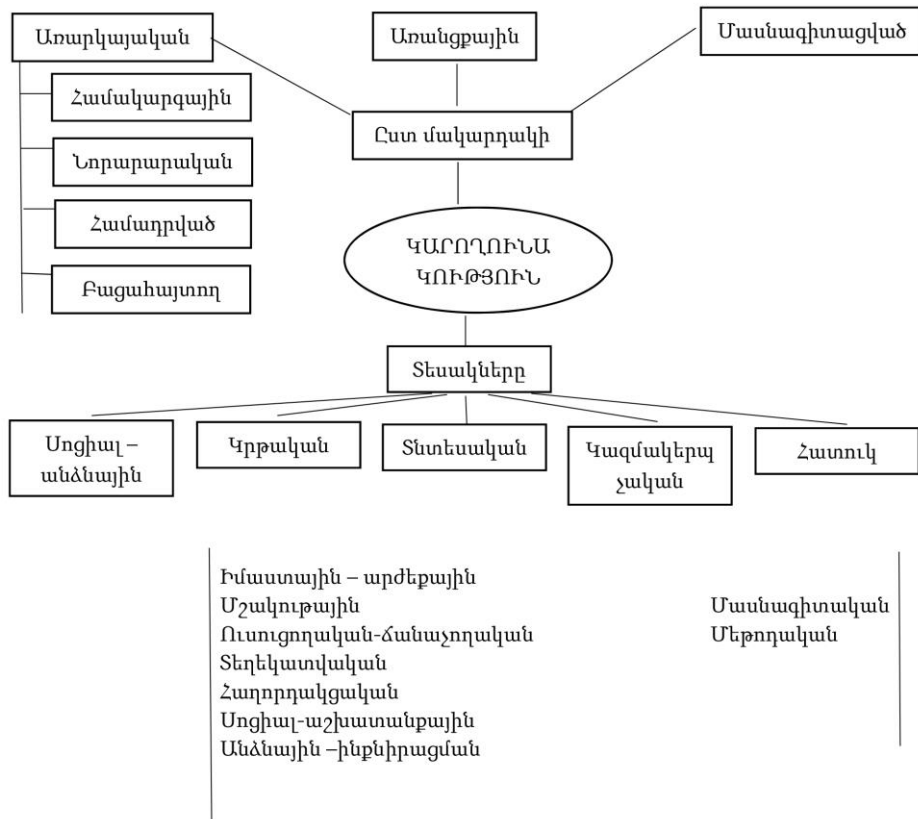 Առարկայական
Առանցքային
Մասնագիտացված
Համակարգային
Նորարարական
Համադրված
Բացահայտող
Ըստ մակարդակի
ԿԱՐՈՂՈՒՆԱ
ԿՈՒԹՅՈՒՆ
Տեսակները
Սոցիալ –
անձնային
Կրթական
Տնտեսական
Կազմակերպ
չական
Հատուկ
Իմաստային – արժեքային
Մշակութային
Ուսուցողական-ճանաչողական
Տեղեկատվական
Հաղորդակցական
Սոցիալ-աշխատանքային
Անձնային –ինքնիրացման
Մասնագիտական
Մեթոդական